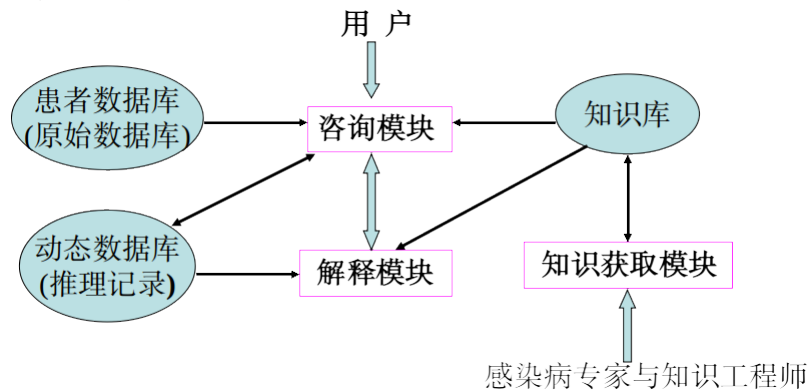 用 户
患者数据库
(原始数据库)
咨询模块
知识库
动态数据库
(推理记录)
解释模块
知识获取模块
感染病专家与知识工程师